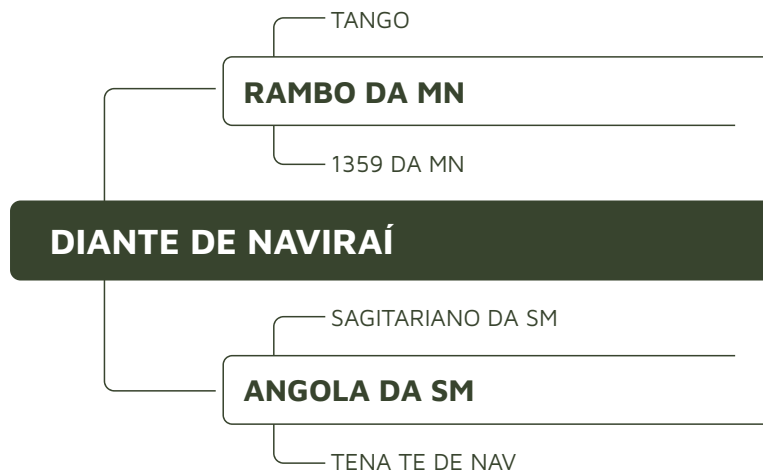 TANGO
RAMBO DA MN
1359 DA MN
DIANTE DE NAVIRAÍ
SAGITARIANO DA SM
ANGOLA DA SM
TENA TE DE NAV